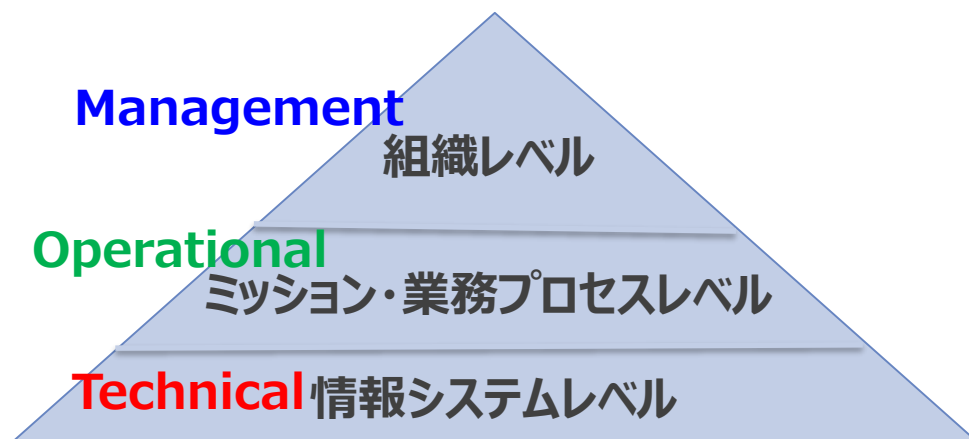 Management
組織レベル
Operational
ミッション・業務プロセスレベル
Technical
情報システムレベル